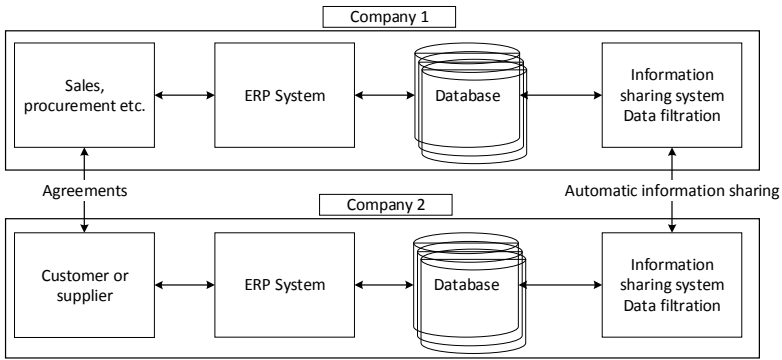 Company 1
Sales,
procurement etc.
ERP System
Database
Information
sharing system
Data filtration
Agreements
Automatic information sharing
Company 2
Customer or
supplier
ERP System
Database
Information
sharing system
Data filtration